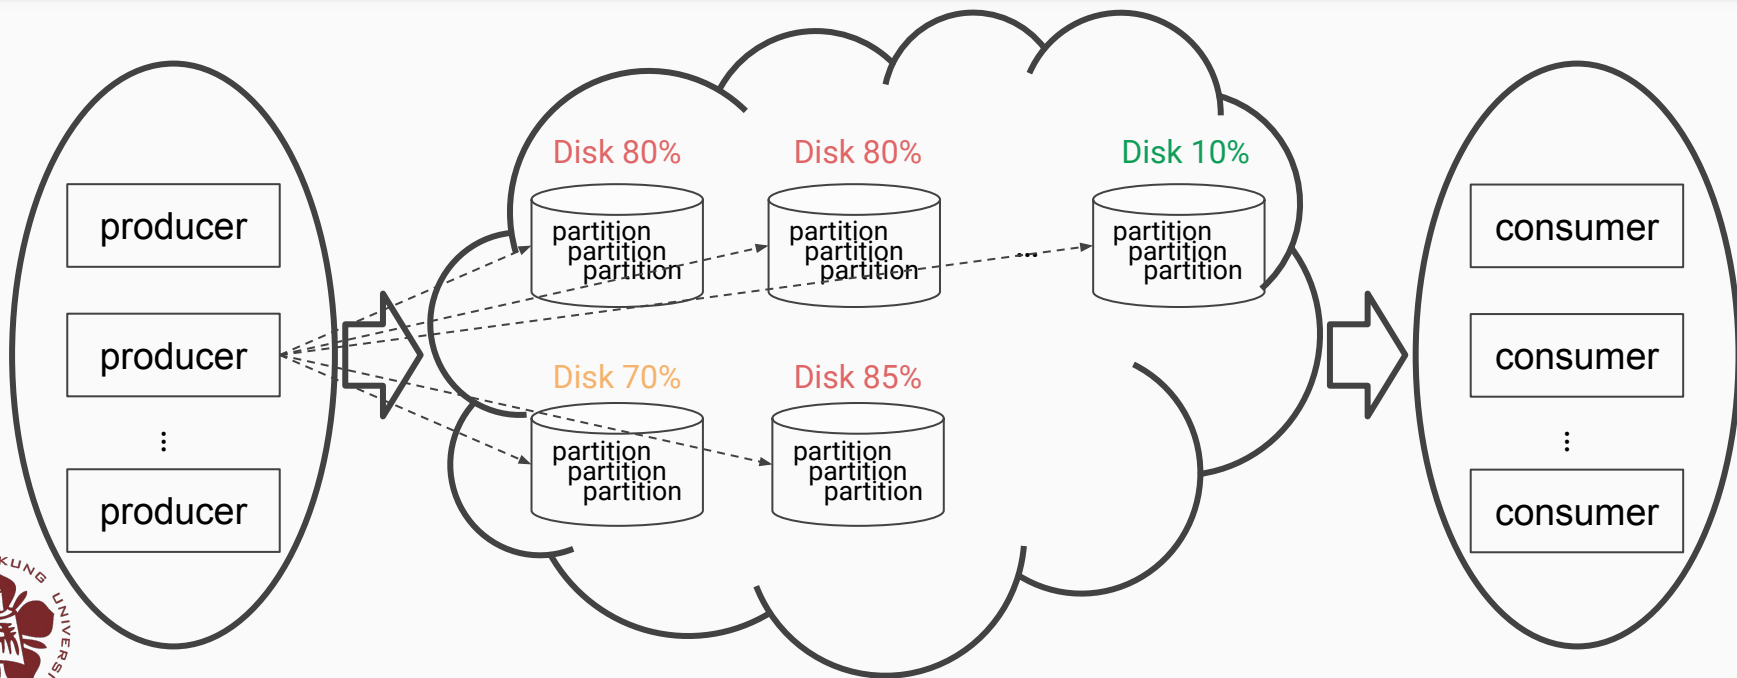 Disk 80%
Disk 80%
Disk 10%
producer
partition
partition
partition
partition
partition
partition
...
partition
partition
partition
consumer
producer
Disk 70%
Disk 85%
consumer
⋮
partition
partition
partition
partition
partition
partition
⋮
producer
consumer
KUNG